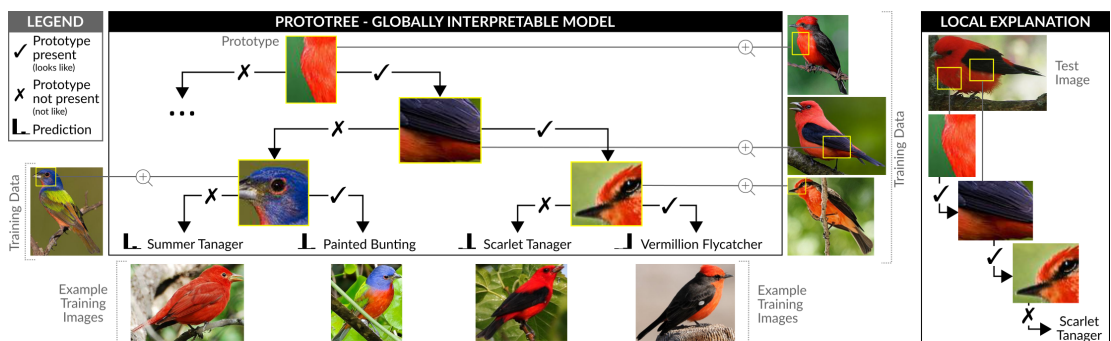 LEGEND
✓ Prototype
present
(looks like)
✗ Prototype
not present
(not like)
Prediction
PROTOTREE - GLOBALLY INTERPRETABLE MODEL
Prototype
✗
✓
...
✗
✓
✗
✓
✗
✓
Summer Tanager
Painted Bunting
Scarlet Tanager
Vermillion Flycatcher
Training Data
Training Data
Example
Training
Images
Example
Training
Images
LOCAL EXPLANATION
Test
Image
✓
✓
✗
Scarlet
Tanager